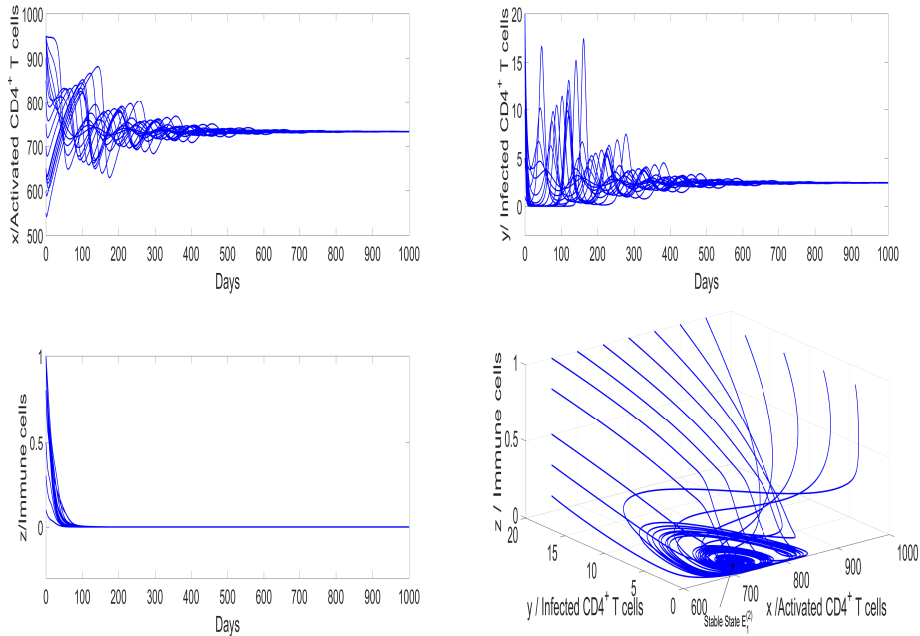 x/Activated CD4+ T cells
1000
900
800
700
600
500
0 100 200 300 400 500 600 700 800 900 1000
Days
y/ Infected CD4+ T cells
20
15
10
5
0
0 100 200 300 400 500 600 700 800 900 1000
Days
z/Immune cells
1
0.5
0
0 100 200 300 400 500 600 700 800 900 1000
Days
z / Immune cells
1
0.5
0
20
15
10
5
0
y / Infected CD4+ T cells
600
700
800
900
1000
x /Activated CD4+ T cells
Stable State E1(2)